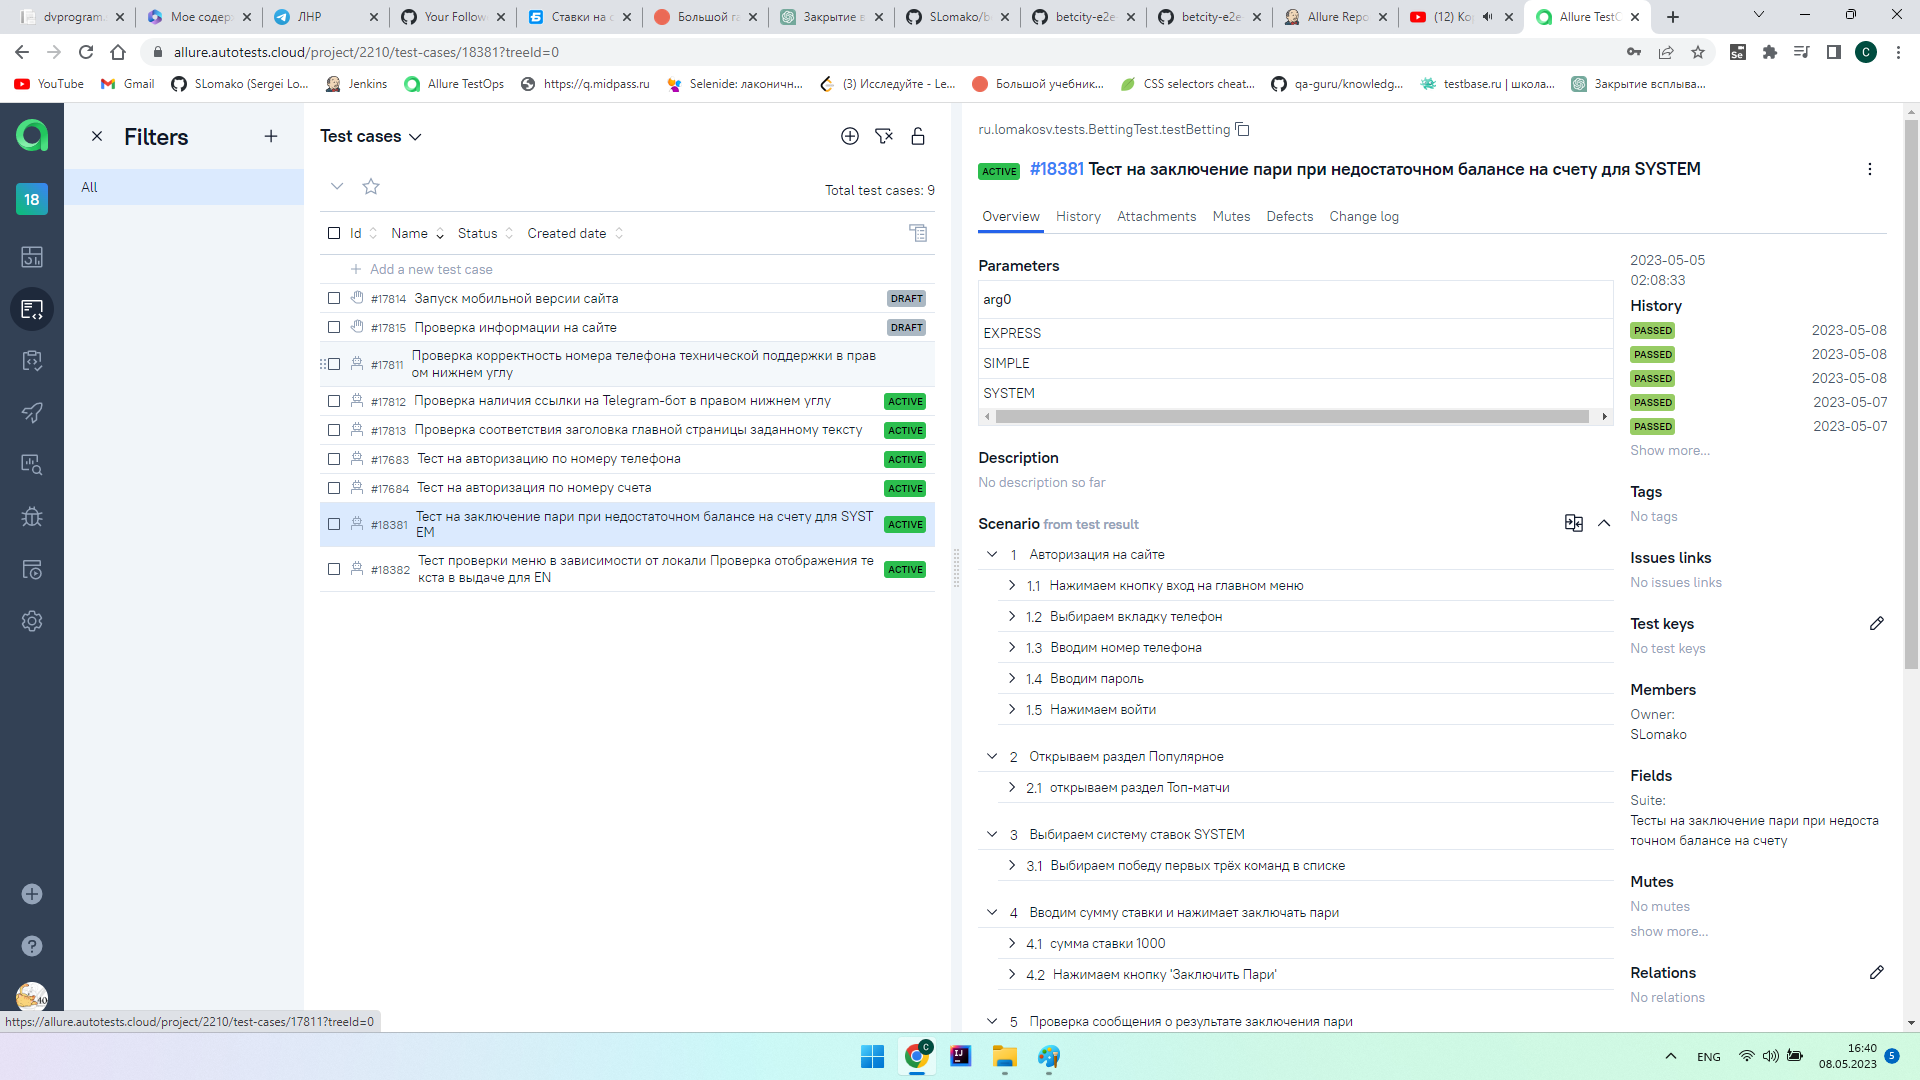 dvprogram
Мое содер
ЛНР
Your Follow
Ставки на с
Большой га
Закрытие в
SLomako/b
betcity-e2e
betcity-e2e
Allure Repo
(12) Ко
Allure TestO
allure.autotests.cloud/project/2210/test-cases/18381?treeId=0
C
YouTube
Gmail
SLomako (Sergei Lo...
Jenkins
Allure TestOps
https://q.midpass.ru
Selenide: лаконичн...
(3) Исследуйте - Le...
Большой учебник...
CSS selectors cheat...
qa-guru/knowledg...
testbase.ru | школа...
Закрытие всплыва...
18
Filters
All
Test cases
Total test cases: 9
Id
Name
Status
Created date
Add a new test case
#17814 Запуск мобильной версии сайта DRAFT
#17815 Проверка информации на сайте DRAFT
#17811 Проверка корректность номера телефона технической поддержки в прав
ом нижнем углу
#17812 Проверка наличия ссылки на Telegram-бот в правом нижнем углу ACTIVE
#17813 Проверка соответствия заголовка главной страницы заданному тексту ACTIVE
#17683 Тест на авторизацию по номеру телефона ACTIVE
#17684 Тест на авторизация по номеру счета ACTIVE
#18381 Тест на заключение пари при недостаточном балансе на счету для SYST
EM ACTIVE
#18382 Тест проверки меню в зависимости от локали Проверка отображения те
кста в выдаче для EN ACTIVE
ru.lomakosv.tests.BettingTest.testBetting
ACTIVE #18381 Тест на заключение пари при недостаточном балансе на счету для SYSTEM
Overview
History
Attachments
Mutes
Defects
Change log
Parameters
arg0
EXPRESS
SIMPLE
SYSTEM
Description
No description so far
Scenario from test result
1 Авторизация на сайте
1.1 Нажимаем кнопку вход на главном меню
1.2 Выбираем вкладку телефон
1.3 Вводим номер телефона
1.4 Вводим пароль
1.5 Нажимаем войти
2 Открываем раздел Популярное
2.1 открываем раздел Топ-матчи
3 Выбираем систему ставок SYSTEM
3.1 Выбираем победу первых трёх команд в списке
4 Вводим сумму ставки и нажимает заключать пари
4.1 сумма ставки 1000
4.2 Нажимаем кнопку 'Заключить Пари'
5 Проверка сообщения о результате заключения пари
2023-05-05
02:08:33
History
PASSED 2023-05-08
PASSED 2023-05-08
PASSED 2023-05-08
PASSED 2023-05-07
PASSED 2023-05-07
Show more...
Tags
No tags
Issues links
No issues links
Test keys
No test keys
Members
Owner:
SLomako
Fields
Suite:
Тесты на заключение пари при недоста
точном балансе на счету
Mutes
No mutes
show more...
Relations
No relations
https://allure.autotests.cloud/project/2210/test-cases/17811?treeId=0
C
ENG
16:40
08.05.2023
5